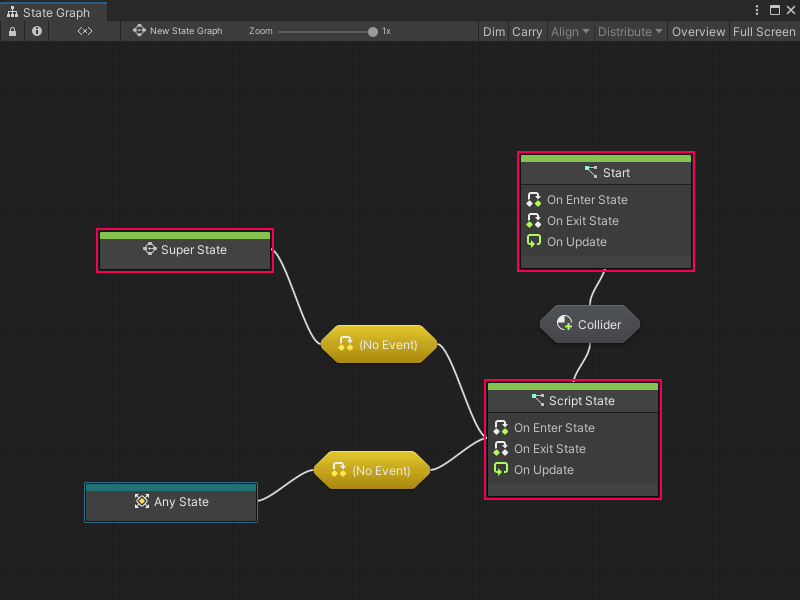 State Graph
New State Graph
Zoom
1x
Dim
Carry
Align
Distribute
Overview
Full Screen
Start
On Enter State
On Exit State
On Update
Super State
Collider
(No Event)
Script State
On Enter State
On Exit State
On Update
(No Event)
Any State